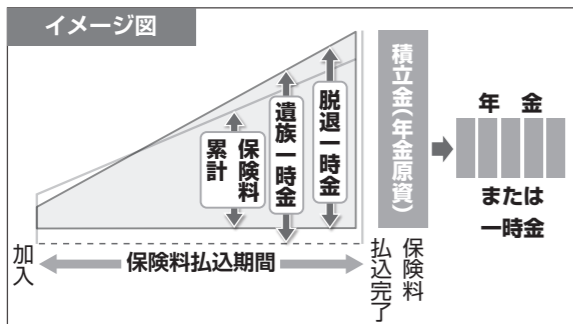 イメージ図
保険料
累計
遺族一時金
脱退一時金
積立金(年金原資)
年 金
または
一時金
加入
保険料払込期間
保険料
払込完了